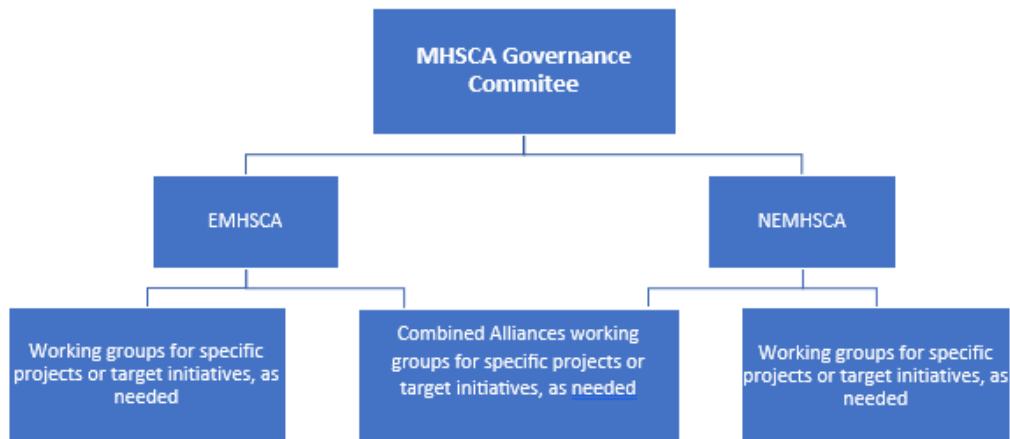 MHSCA Governance
Commitee
EMHSCA
NEMHSCA
Working groups for specific
projects or target initiatives, as
needed
Combined Alliances working
groups for specific projects or
target initiatives, as needed
Working groups for specific
projects or target initiatives, as
needed